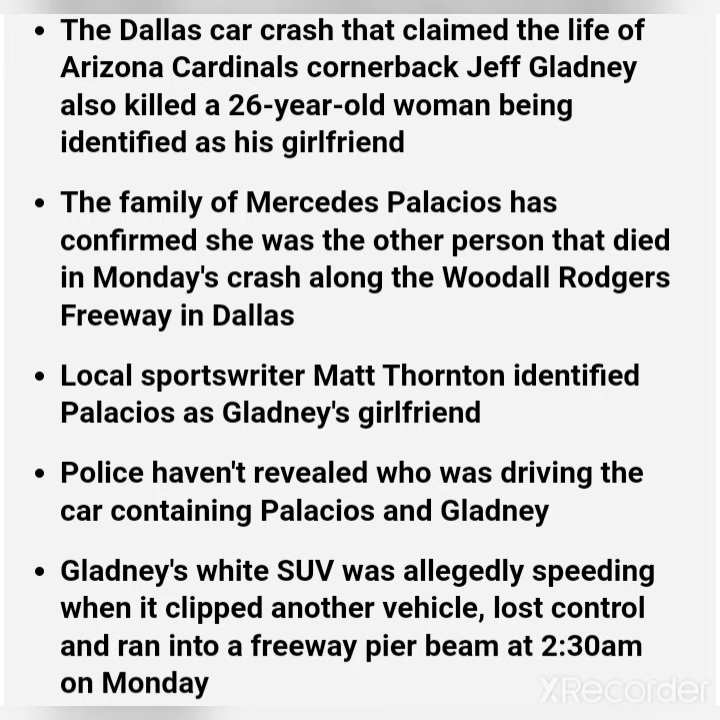 • The Dallas car crash that claimed the life of
Arizona Cardinals cornerback Jeff Gladney
also killed a 26-year-old woman being
identified as his girlfriend
• The family of Mercedes Palacios has
confirmed she was the other person that died
in Monday's crash along the Woodall Rodgers
Freeway in Dallas
• Local sportswriter Matt Thornton identified
Palacios as Gladney's girlfriend
• Police haven't revealed who was driving the
car containing Palacios and Gladney
• Gladney's white SUV was allegedly speeding
when it clipped another vehicle, lost control
and ran into a freeway pier beam at 2:30am
on Monday
XRecorder